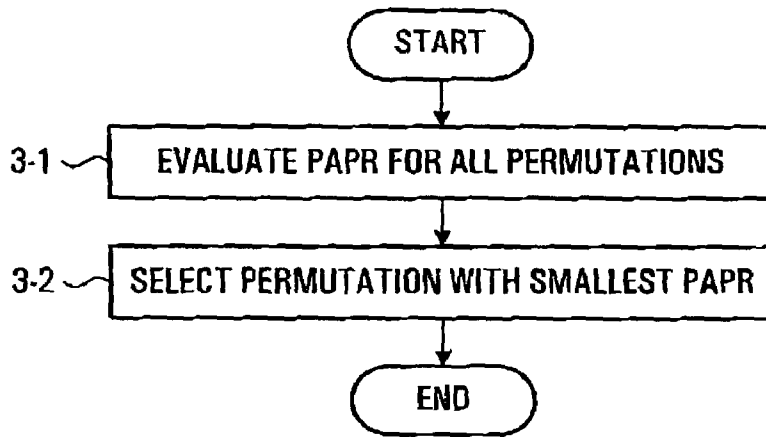 START
3-1 EVALUATE PAPR FOR ALL PERMUTATIONS
3-2 SELECT PERMUTATION WITH SMALLEST PAPR
END